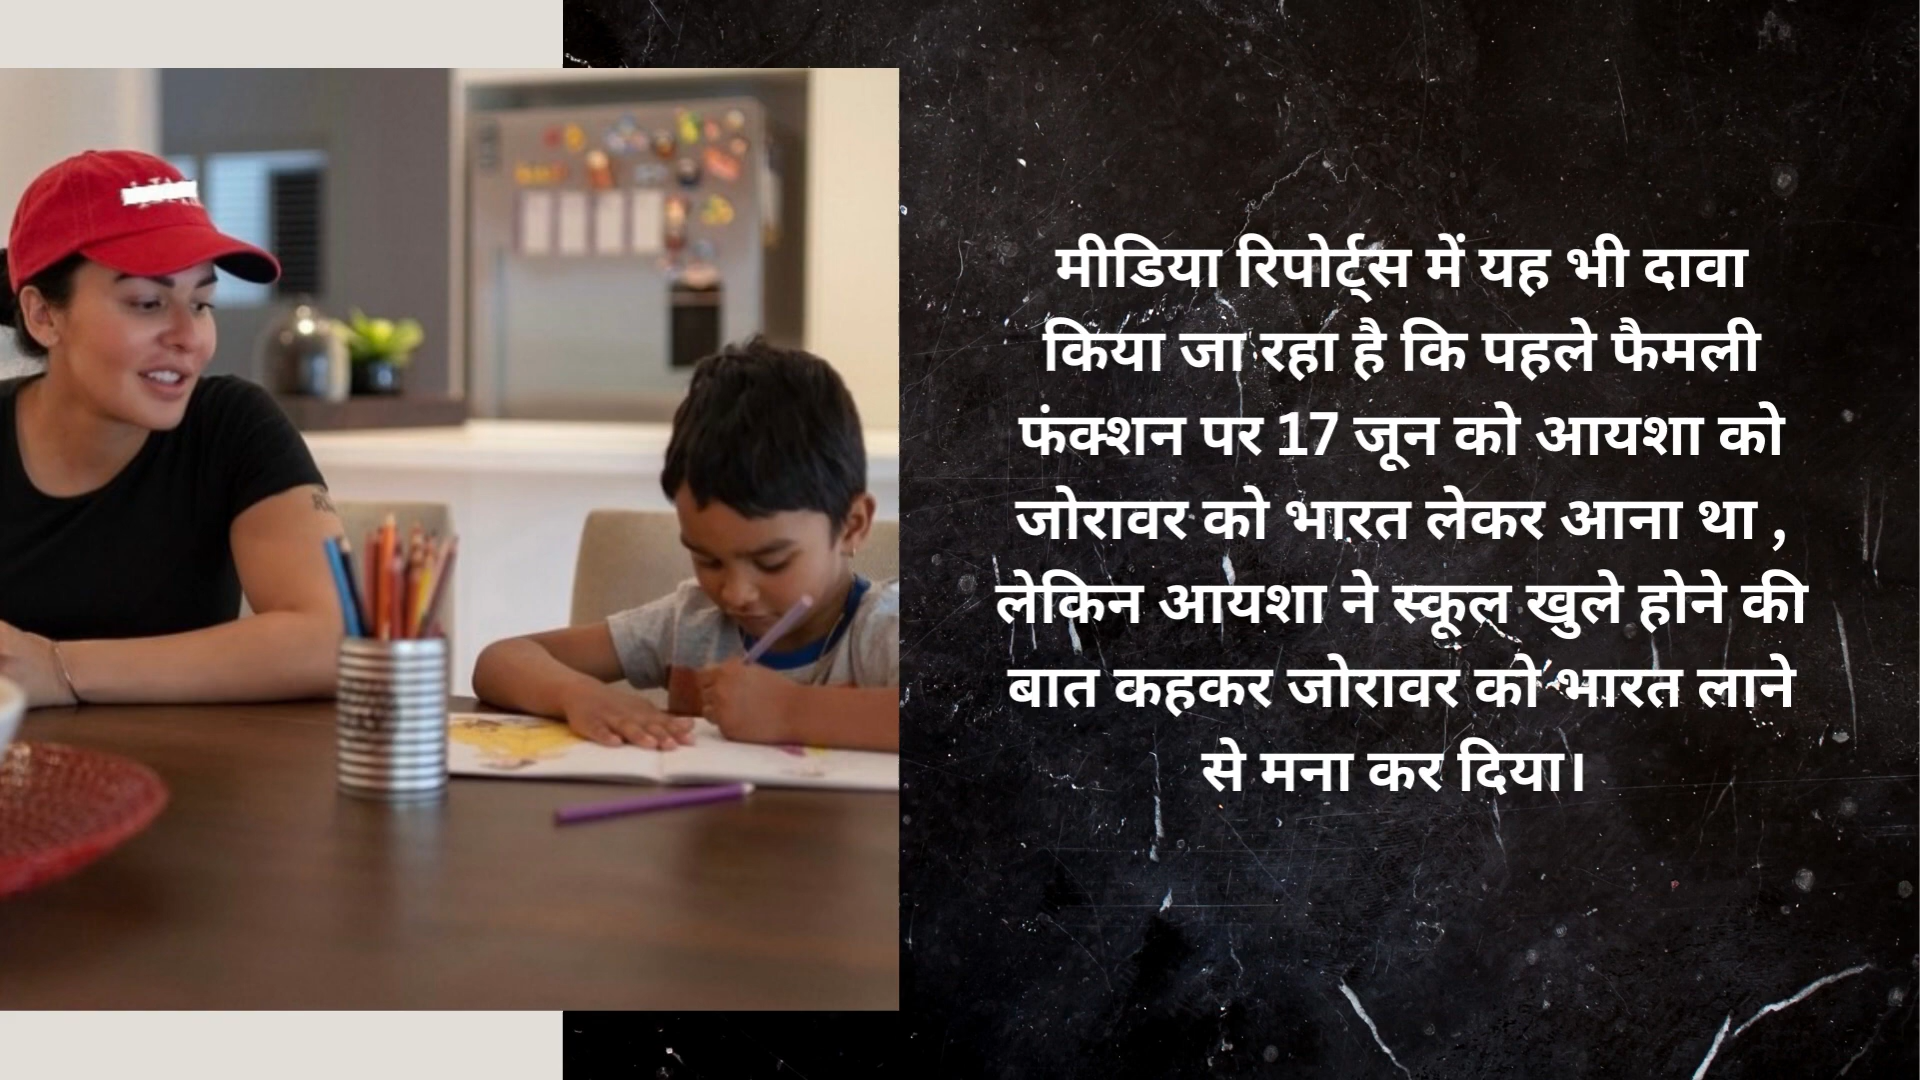 मीडिया रिपोर्ट्स में यह भी दावा
किया जा रहा है कि पहले फैमली
फंक्शन पर 17 जून को आयशा को
जोरावर को भारत लेकर आना था ,
लेकिन आयशा ने स्कूल खुले होने की
बात कहकर जोरावर को भारत लाने
से मना कर दिया।